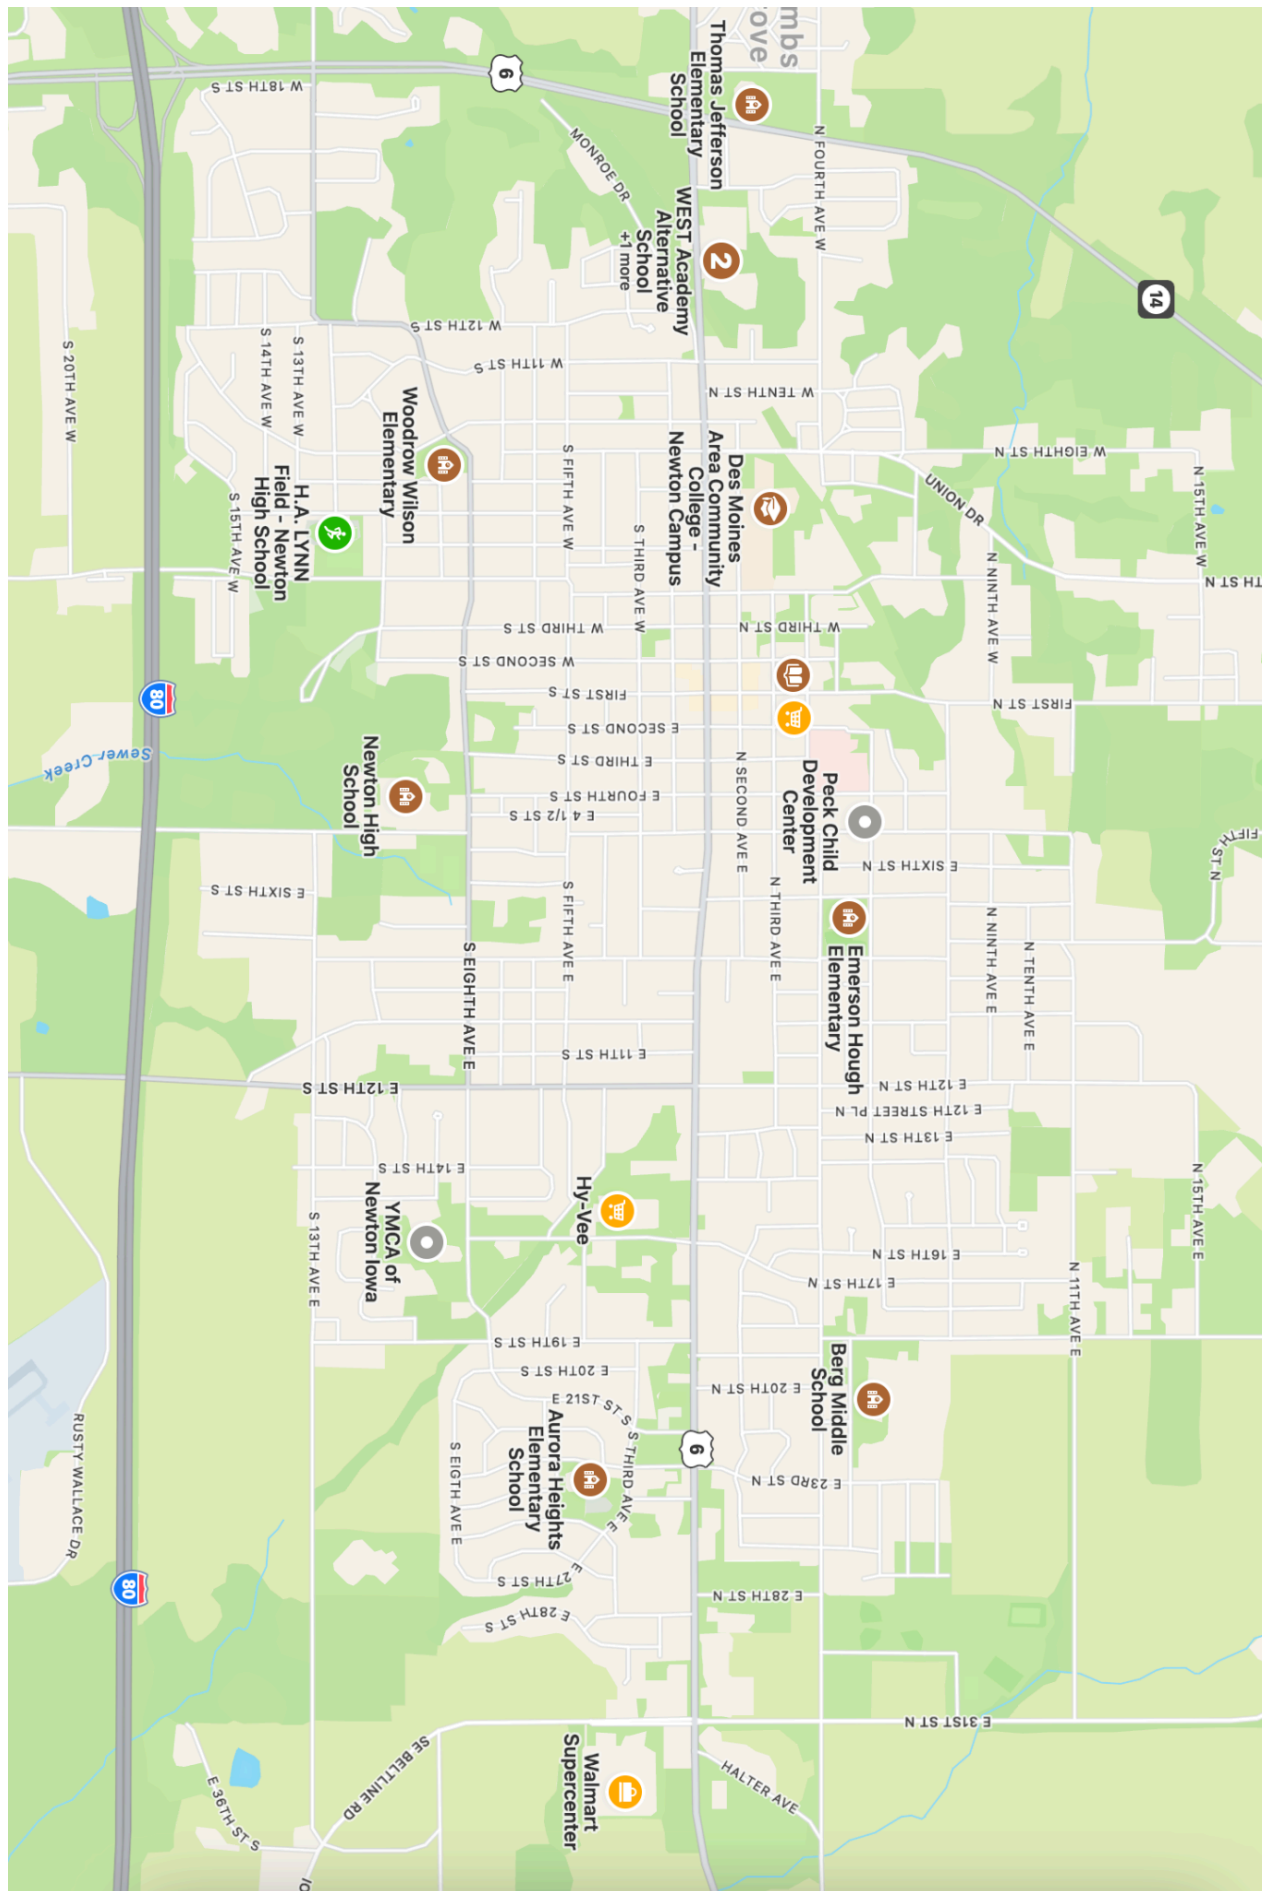 mbs
ove
Thomas Jefferson
Elementary
School
6
W 18TH ST S
N FOURTH AVE W
MONROE DR
WEST Academy
Alternative
School
+1 more
2
14
W 12TH ST S
W 11TH ST S
S 20TH AVE W
S 14TH AVE W
S 13TH AVE W
W TENTH ST N
Woodrow Wilson
Elementary
Des Moines
Area Community
College -
Newton Campus
S FIFTH AVE W
W EIGHTH ST N
N 15TH AVE W
UNION DR
H.A. LYNN
Field - Newton
High School
S 15TH AVE W
S THIRD AVE W
N NINTH AVE W
TH ST N
W THIRD ST S
W THIRD ST N
W SECOND ST S
FIRST ST S
FIRST ST N
80
E SECOND ST S
Sewer Creek
E THIRD ST S
N SECOND AVE E
Newton High
School
E FOURTH ST S
E 4 1/2 ST S
Peck Child
Development
Center
FIFTH
ST N
E SIXTH ST N
E SIXTH ST S
S FIFTH AVE E
N THIRD AVE E
N NINTH AVE E
N TENTH AVE E
Emerson Hough
Elementary
S EIGHTH AVE E
E 11TH ST S
E 12TH ST S
E 12TH ST N
E 12TH STREET PL N
E 13TH ST N
E 14TH ST S
Hy-Vee
N 15TH AVE E
YMCA of
Newton Iowa
S 13TH AVE E
E 16TH ST N
E 17TH ST N
N 11TH AVE E
E 19TH ST S
Berg Middle
School
E 20TH ST S
E 20TH ST N
E 21ST ST S
Aurora Heights
Elementary
School
S THIRD AVE E
6
RUSTY WALLACE DR
S EIGTH AVE E
E 23RD ST N
80
E 27TH ST S
E 28TH ST N
E 28TH ST S
E 31ST ST N
SE BELTLINE RD
Walmart
Supercenter
HALTER AVE
E 36TH ST S